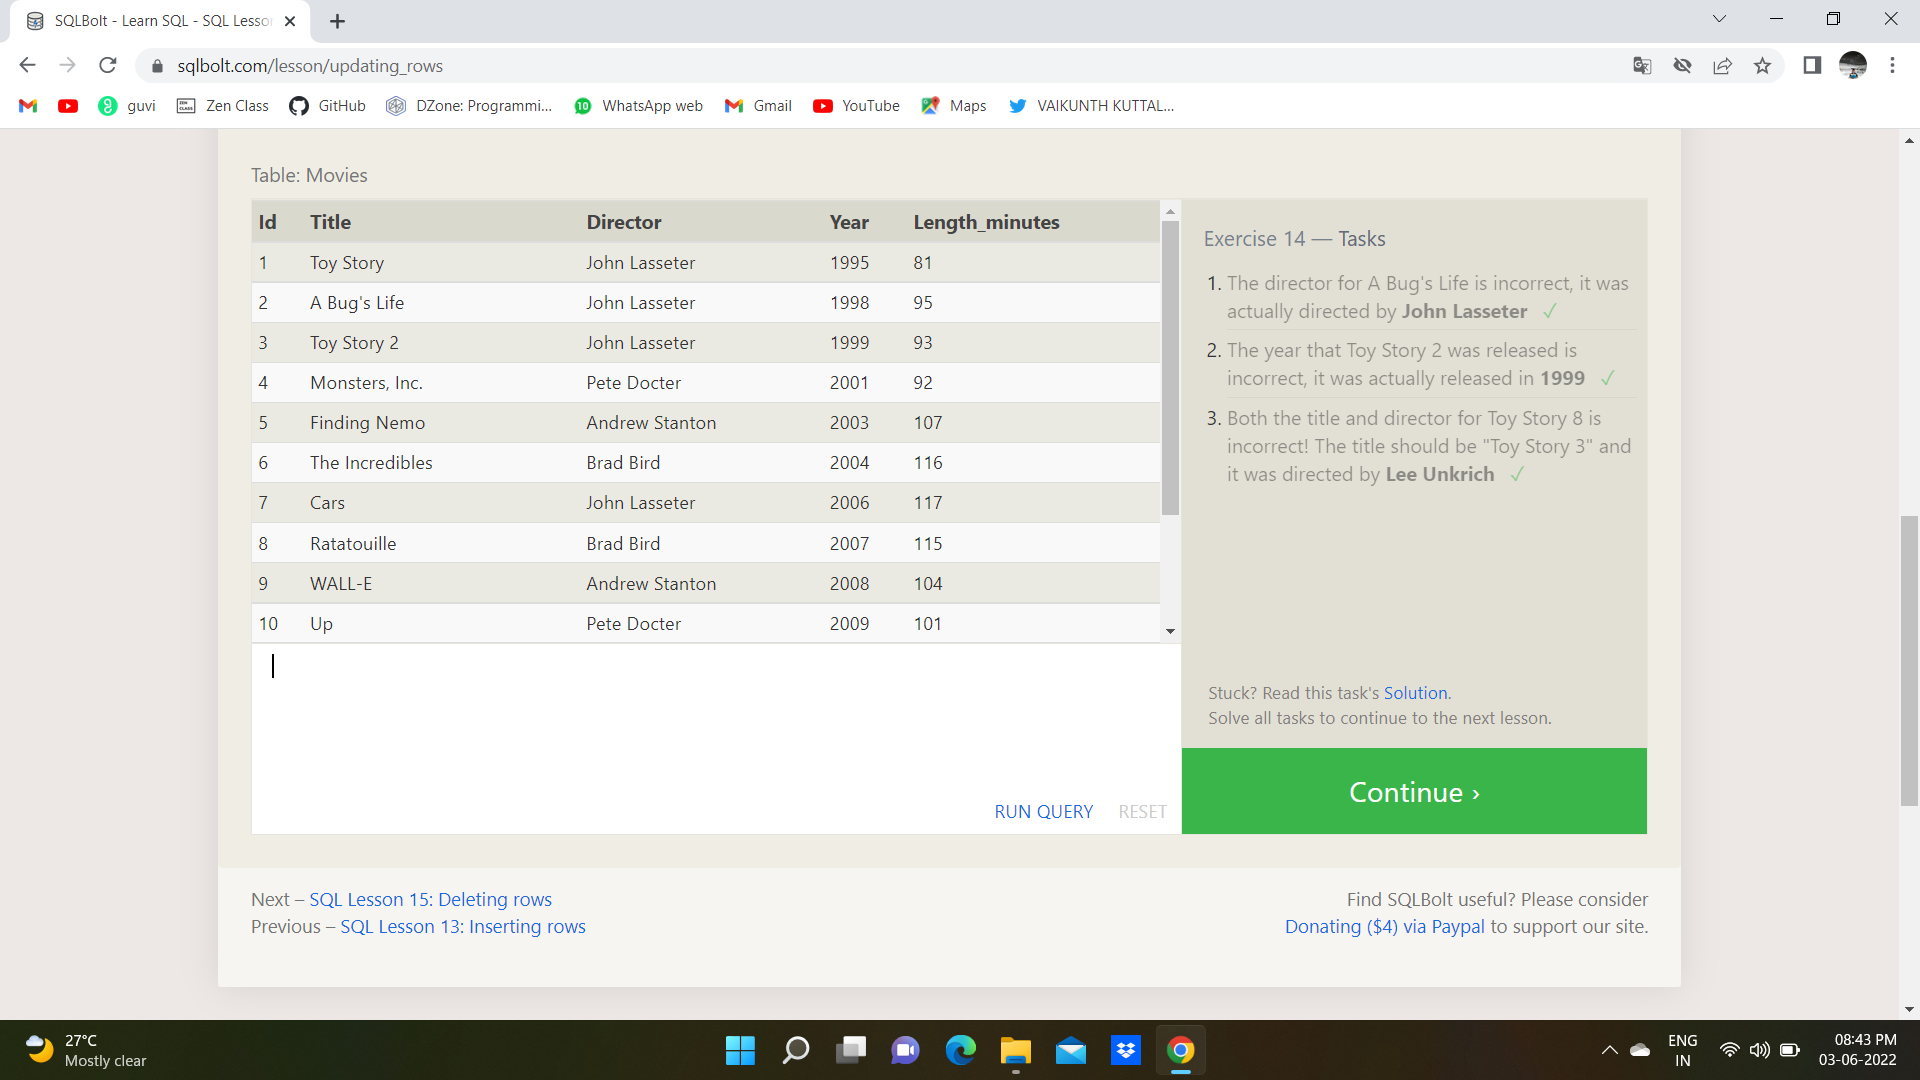 SQLBolt - Learn SQL - SQL Lesso
sqlbolt.com/lesson/updating_rows
guvi
Zen Class
GitHub
DZone: Programmi...
WhatsApp web
Gmail
YouTube
Maps
VAIKUNTH KUTTAL...
Table: Movies
Id Title Director Year Length_minutes
1 Toy Story John Lasseter 1995 81
2 A Bug's Life John Lasseter 1998 95
3 Toy Story 2 John Lasseter 1999 93
4 Monsters, Inc. Pete Docter 2001 92
5 Finding Nemo Andrew Stanton 2003 107
6 The Incredibles Brad Bird 2004 116
7 Cars John Lasseter 2006 117
8 Ratatouille Brad Bird 2007 115
9 WALL-E Andrew Stanton 2008 104
10 Up Pete Docter 2009 101
RUN QUERY RESET
Exercise 14 — Tasks
1. The director for A Bug's Life is incorrect, it was
actually directed by John Lasseter ✓
2. The year that Toy Story 2 was released is
incorrect, it was actually released in 1999 ✓
3. Both the title and director for Toy Story 8 is
incorrect! The title should be "Toy Story 3" and
it was directed by Lee Unkrich ✓
Stuck? Read this task's Solution.
Solve all tasks to continue to the next lesson.
Continue ›
Next – SQL Lesson 15: Deleting rows
Previous – SQL Lesson 13: Inserting rows
Find SQLBolt useful? Please consider
Donating ($4) via Paypal to support our site.
27°C
Mostly clear
ENG
IN
08:43 PM
03-06-2022